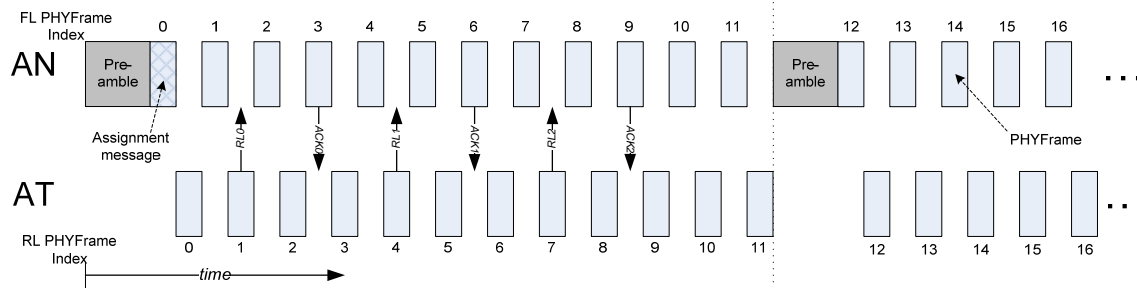 FL PHYFrame
Index
0 1 2 3 4 5 6 7 8 9 10 11 12 13 14 15 16
AN
Pre-
amble
Pre-
amble
...
Assignment
message
RL0
ACK0
RL1
ACK1
RL2
ACK2
PHYFrame
AT
..
RL PHYFrame
Index
0 1 2 3 4 5 6 7 8 9 10 11 12 13 14 15 16
time